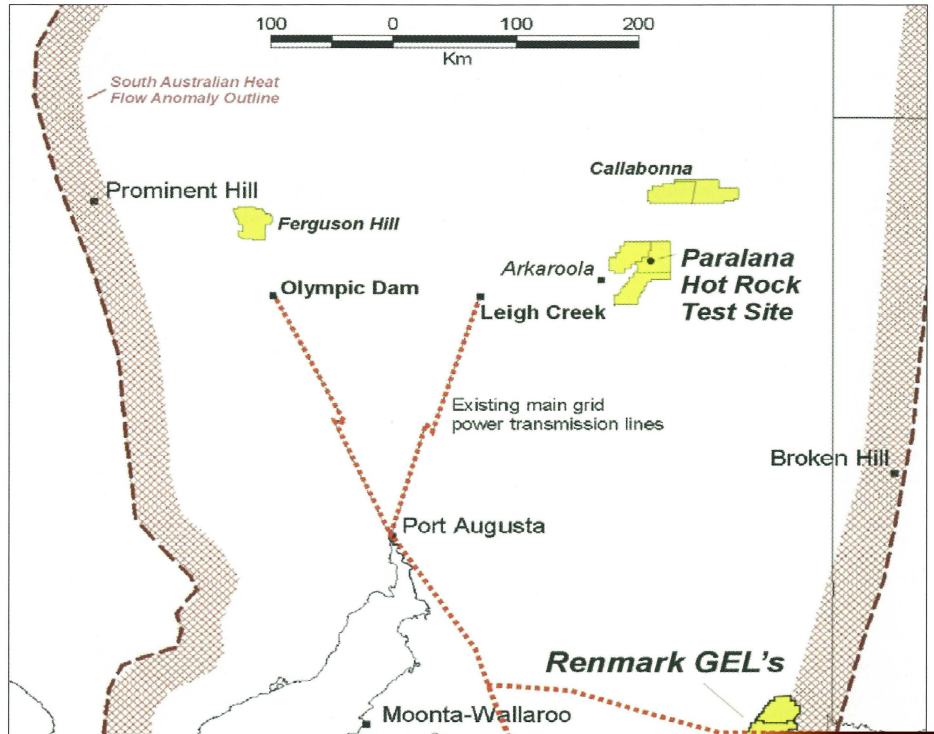 100 0 100 200
Km
South Australian Heat
Flow Anomaly Outline
Callabonna
Prominent Hill
Ferguson Hill
Arkaroola
Paralana
Hot Rock
Test Site
Olympic Dam
Leigh Creek
Existing main grid
power transmission lines
Broken Hill
Port Augusta
Renmark GEL's
Moonta-Wallaroo